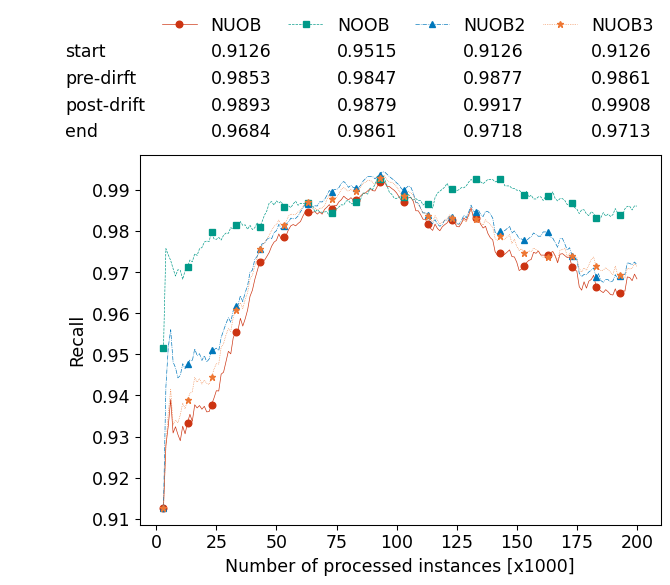 NUOB NOOB NUOB2 NUOB3
start 0.9126 0.9515 0.9126 0.9126
pre-dirft 0.9853 0.9847 0.9877 0.9861
post-drift 0.9893 0.9879 0.9917 0.9908
end 0.9684 0.9861 0.9718 0.9713
0.99
0.98
0.97
0.96
0.95
0.94
0.93
0.92
0.91
Recall
0 25 50 75 100 125 150 175 200
Number of processed instances [x1000]